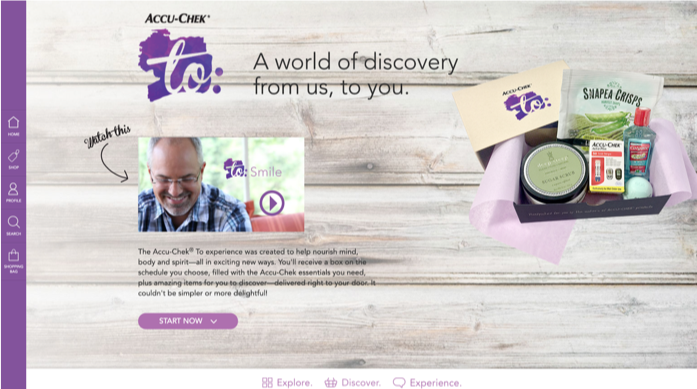 ACCU-CHEK®
to:
A world of discovery
from us, to you.
Watch this
to: Smile
ACCU-CHEK
to:
SNAPEA CRISPS
ACCU-CHEK
HOME
SHOP
PROFILE
SEARCH
SHOPPING
BAG
The Accu-Chek® To experience was created to help nourish mind,
body and spirit—all in exciting new ways. You'll receive a box on the
schedule you choose, filled with the Accu-Chek essentials you need,
plus amazing items for you to discover—delivered right to your door. It
couldn't be simpler or more delightful!
START NOW
Explore. Discover. Experience.